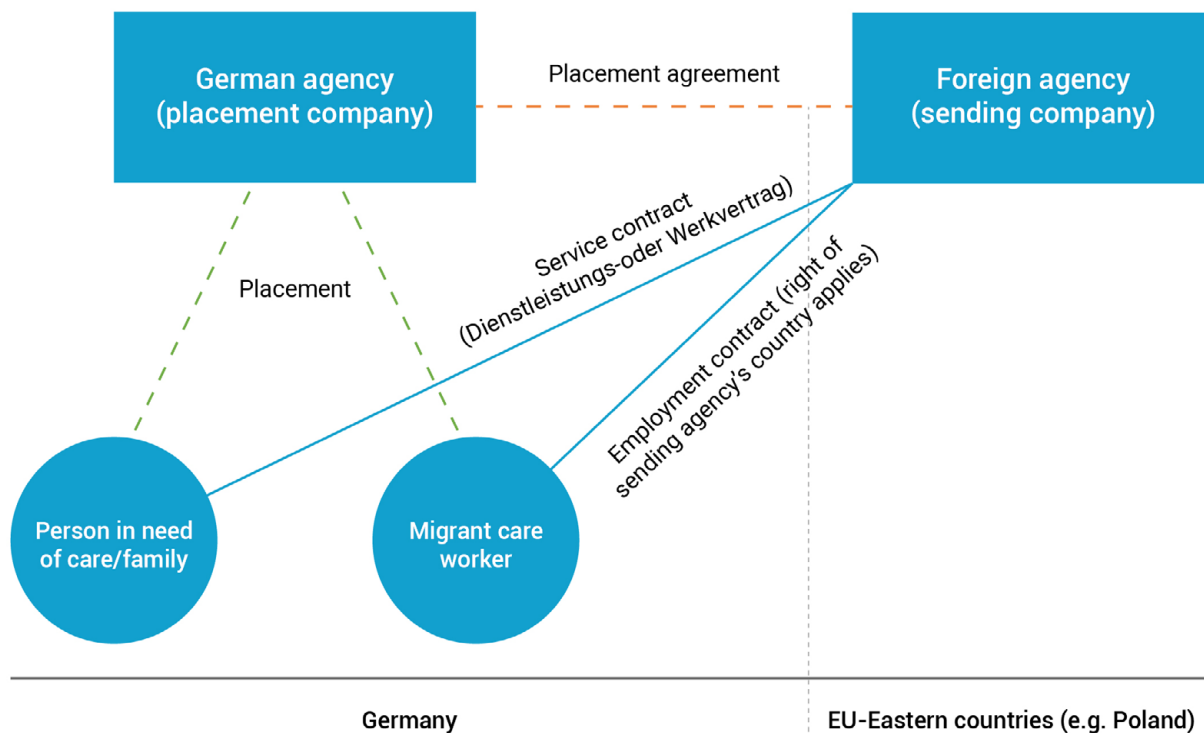 German agency
(placement company)
Placement agreement
Foreign agency
(sending company)
Service contract
(Dienstleistungs-oder Werkvertrag)
Employment contract (right of
sending agency's country applies)
Placement
Person in need
of care/family
Migrant care
worker
Germany
EU-Eastern countries (e.g. Poland)